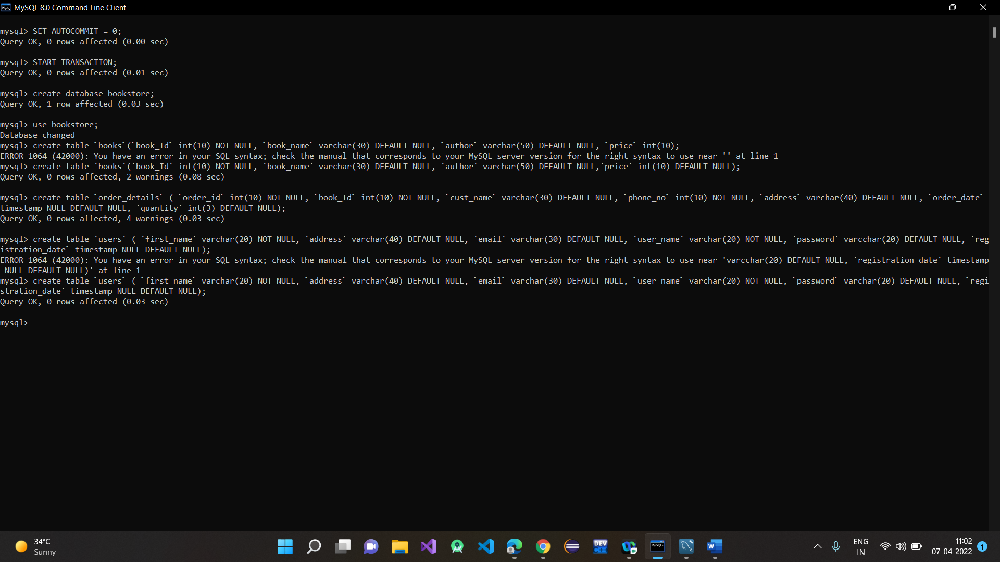 MySQL 8.0 Command Line Client
mysql> SET AUTOCOMMIT = 0;
Query OK, 0 rows affected (0.00 sec)
mysql> START TRANSACTION;
Query OK, 0 rows affected (0.01 sec)
mysql> create database bookstore;
Query OK, 1 row affected (0.03 sec)
mysql> use bookstore;
Database changed
mysql> create table `books`(`book_Id` int(10) NOT NULL, `book_name` varchar(30) DEFAULT NULL, `author` varchar(50) DEFAULT NULL, `price` int(10);
ERROR 1064 (42000): You have an error in your SQL syntax; check the manual that corresponds to your MySQL server version for the right syntax to use near '' at line 1
mysql> create table `books`(`book_Id` int(10) NOT NULL, `book_name` varchar(30) DEFAULT NULL, `author` varchar(50) DEFAULT NULL,`price` int(10) DEFAULT NULL);
Query OK, 0 rows affected, 2 warnings (0.08 sec)
mysql> create table `order_details` ( `order_id` int(10) NOT NULL, `book_Id` int(10) NOT NULL, `cust_name` varchar(30) DEFAULT NULL, `phone_no` int(10) NOT NULL, `address` varchar(40) DEFAULT NULL, `order_date`
timestamp NULL DEFAULT NULL, `quantity` int(3) DEFAULT NULL);
Query OK, 0 rows affected, 4 warnings (0.03 sec)
mysql> create table `users` ( `first_name` varchar(20) NOT NULL, `address` varchar(40) DEFAULT NULL, `email` varchar(30) DEFAULT NULL, `user_name` varchar(20) NOT NULL, `password` varcchar(20) DEFAULT NULL, `reg
istration_date` timestamp NULL DEFAULT NULL);
ERROR 1064 (42000): You have an error in your SQL syntax; check the manual that corresponds to your MySQL server version for the right syntax to use near 'varcchar(20) DEFAULT NULL, `registration_date` timestamp
NULL DEFAULT NULL)' at line 1
mysql> create table `users` ( `first_name` varchar(20) NOT NULL, `address` varchar(40) DEFAULT NULL, `email` varchar(30) DEFAULT NULL, `user_name` varchar(20) NOT NULL, `password` varchar(20) DEFAULT NULL, `regi
stration_date` timestamp NULL DEFAULT NULL);
Query OK, 0 rows affected (0.03 sec)
mysql>
34°C
Sunny
DEV
C++
MySQL
W
ENG
IN
11:02
07-04-2022
1